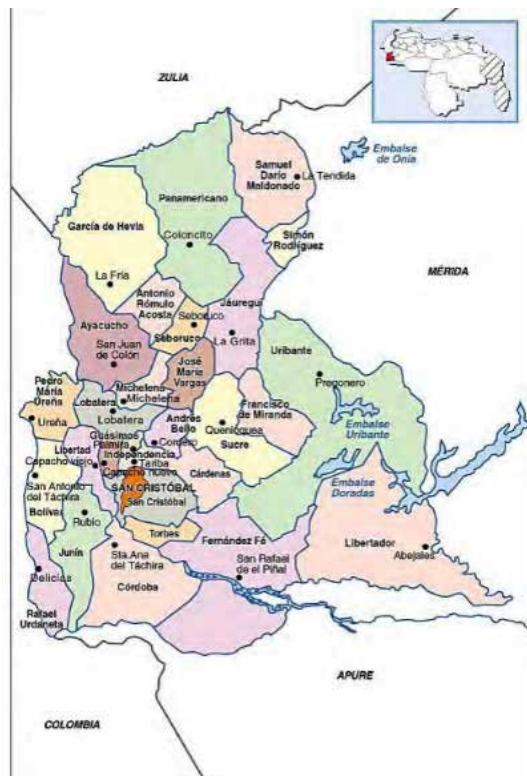 ZULIA
Embalse
de Onia
Samuel
Darío
Maldonado
La Tendida
Panamericano
García de Hevia
Coloncito
Simón
Rodríguez
MÉRIDA
La Fría
Antonio
Rómulo
Acosta
Jáuregui
Ayacucho
Seboruco
Seboruco
La Grita
San Juan
de Colón
Uribante
José
María
Vargas
Pregonero
Pedro
María
Ureña
Michelena
Michelena
Lobatera
Lobatera
Francisco
de Miranda
Andrés
Bello
Ureña
Queniquea
Sucre
Embalse
Uribante
Guásimos
Palmira
Cordero
Libertad
Independencia
Capacho viejo
Táriba
Capacho nuevo
Cárdenas
San Antonio
del Táchira
SAN CRISTÓBAL
San Cristóbal
Embalse
Doradas
Bolívar
Rubio
Torbes
Fernández Fé
Libertador
Junín
Sta.Ana
del Táchira
San Rafael
de el Piñal
Abejales
Delicias
Córdoba
Rafael
Urdaneta
APURE
COLOMBIA